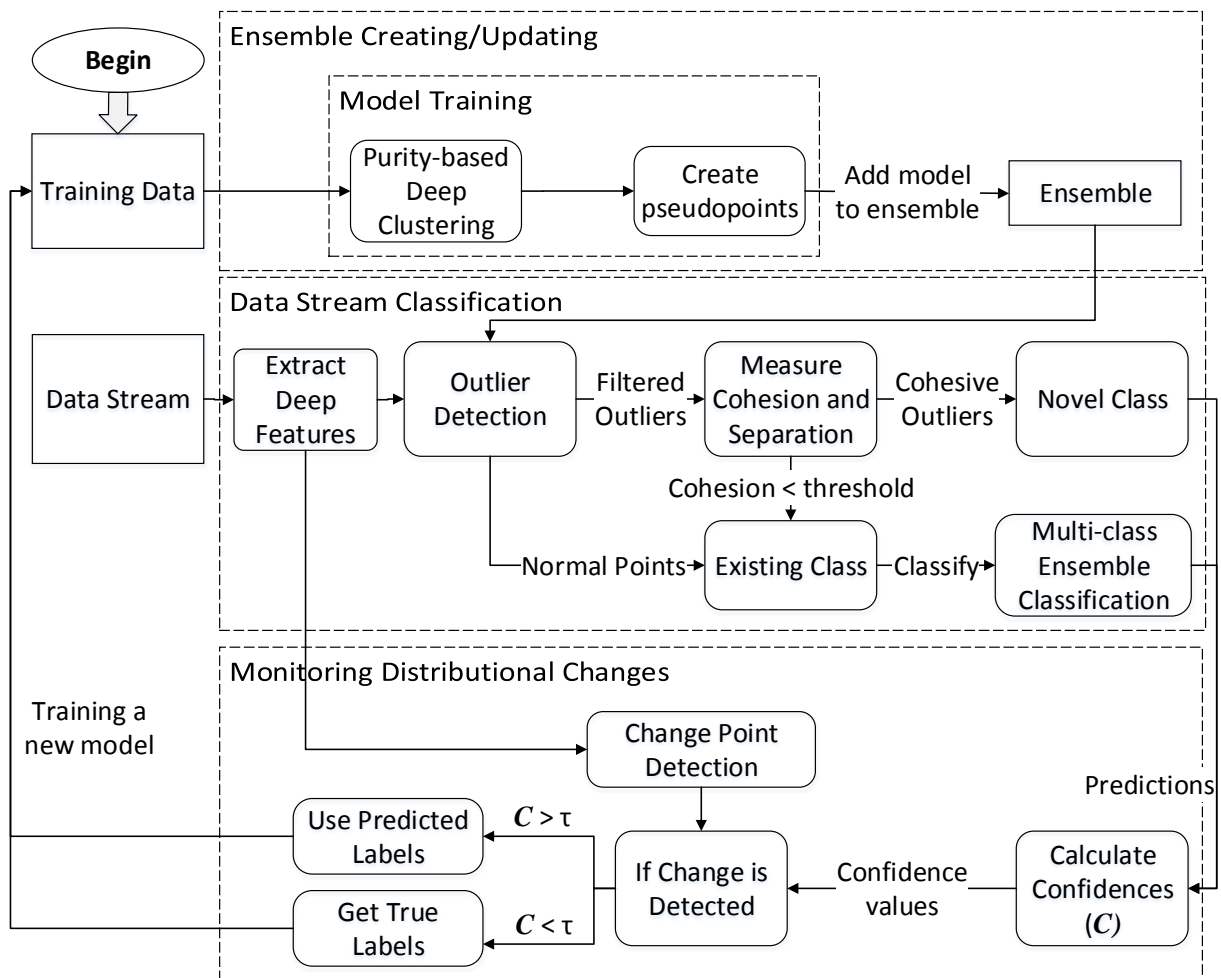 Ensemble Creating/Updating
Begin
Model Training
Training Data
Purity-based
Deep
Clustering
Create
pseudopoints
Add model
to ensemble
Ensemble
Data Stream Classification
Data Stream
Extract
Deep
Features
Outlier
Detection
Filtered
Outliers
Measure
Cohesion and
Separation
Cohesive
Outliers
Novel Class
Cohesion < threshold
Normal Points
Existing Class
Classify
Multi-class
Ensemble
Classification
Monitoring Distributional Changes
Training a
new model
Change Point
Detection
Predictions
Use Predicted
Labels
C > τ
If Change is
Detected
Confidence
values
Calculate
Confidences
(C)
Get True
Labels
C < τ